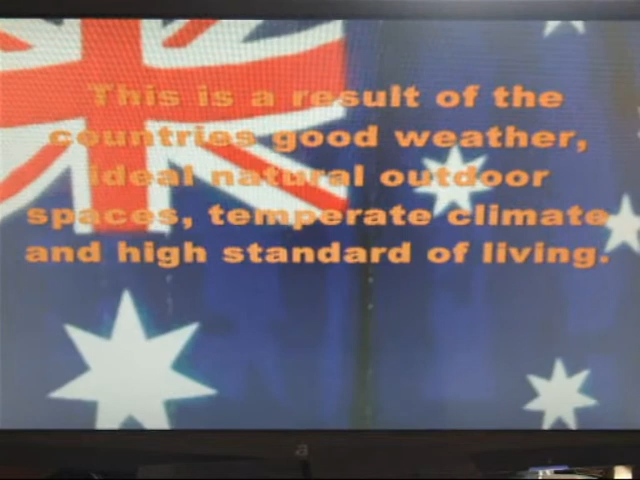 This is a result of the
countries good weather,
ideal natural outdoor
spaces, temperate climate
and high standard of living.